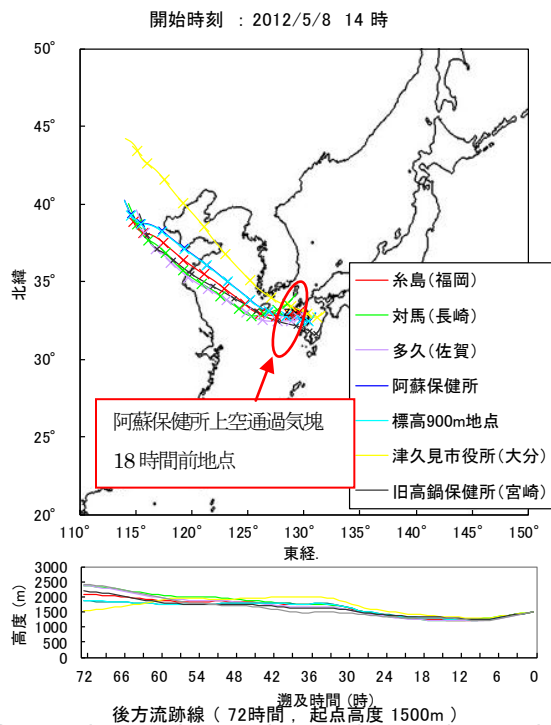 開始時刻 : 2012/5/8 14 時
50°
45°
40°
35°
30°
25°
20°
北緯
110° 115° 120° 125° 130° 135° 140° 145° 150°
東経.
糸島(福岡)
対馬(長崎)
多久(佐賀)
阿蘇保健所
標高900m地点
津久見市役所(大分)
旧高鍋保健所(宮崎)
阿蘇保健所上空通過気塊
18時間前地点
3000
2500
2000
1500
1000
500
0
高度(m)
72 66 60 54 48 42 36 30 24 18 12 6 0
遡及時間(時)
後方流跡線 ( 72時間 , 起点高度 1500m )